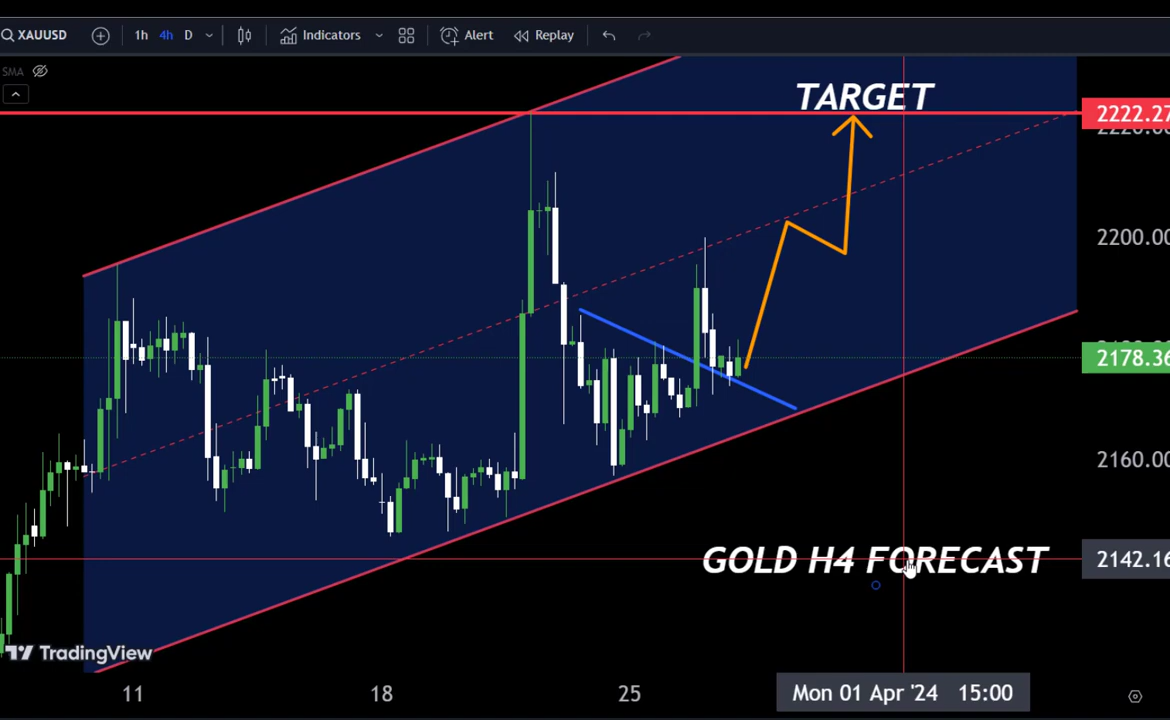 XAUUSD
1h 4h D
Indicators
Alert
Replay
SMA
TARGET
2222.27
2200.00
2178.36
2160.00
GOLD H4 FORECAST
2142.16
TradingView
11 18 25 Mon 01 Apr '24 15:00